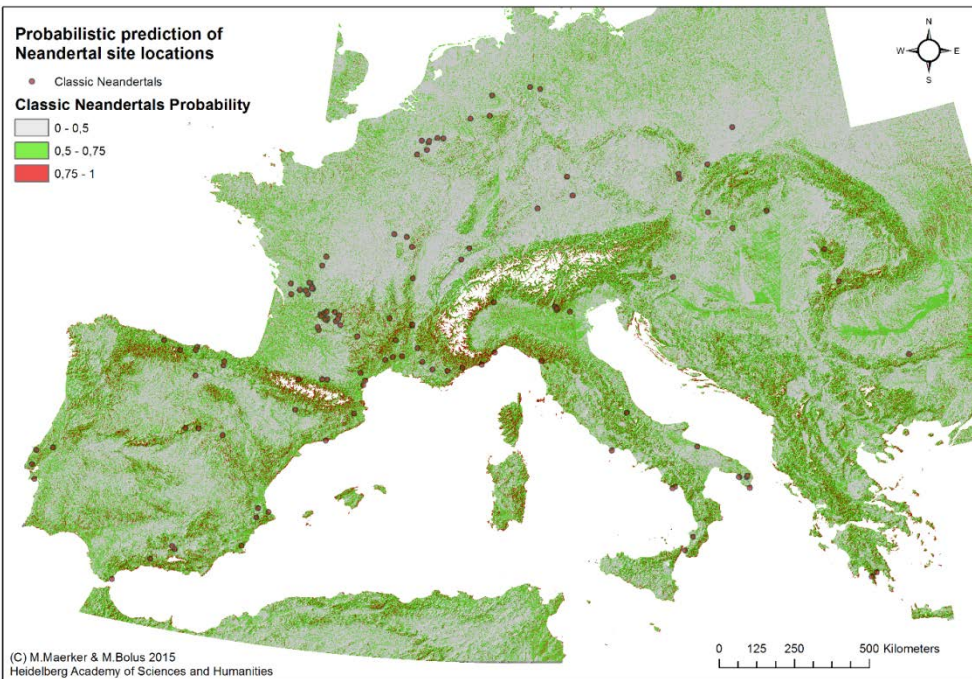 Probabilistic prediction of
Neandertal site locations
Classic Neandertals
Classic Neandertals Probability
0 - 0,5
0,5 - 0,75
0,75 - 1
N
W E
S
0 125 250 500 Kilometers
(C) M.Maerker & M.Bolus 2015
Heidelberg Academy of Sciences and Humanities